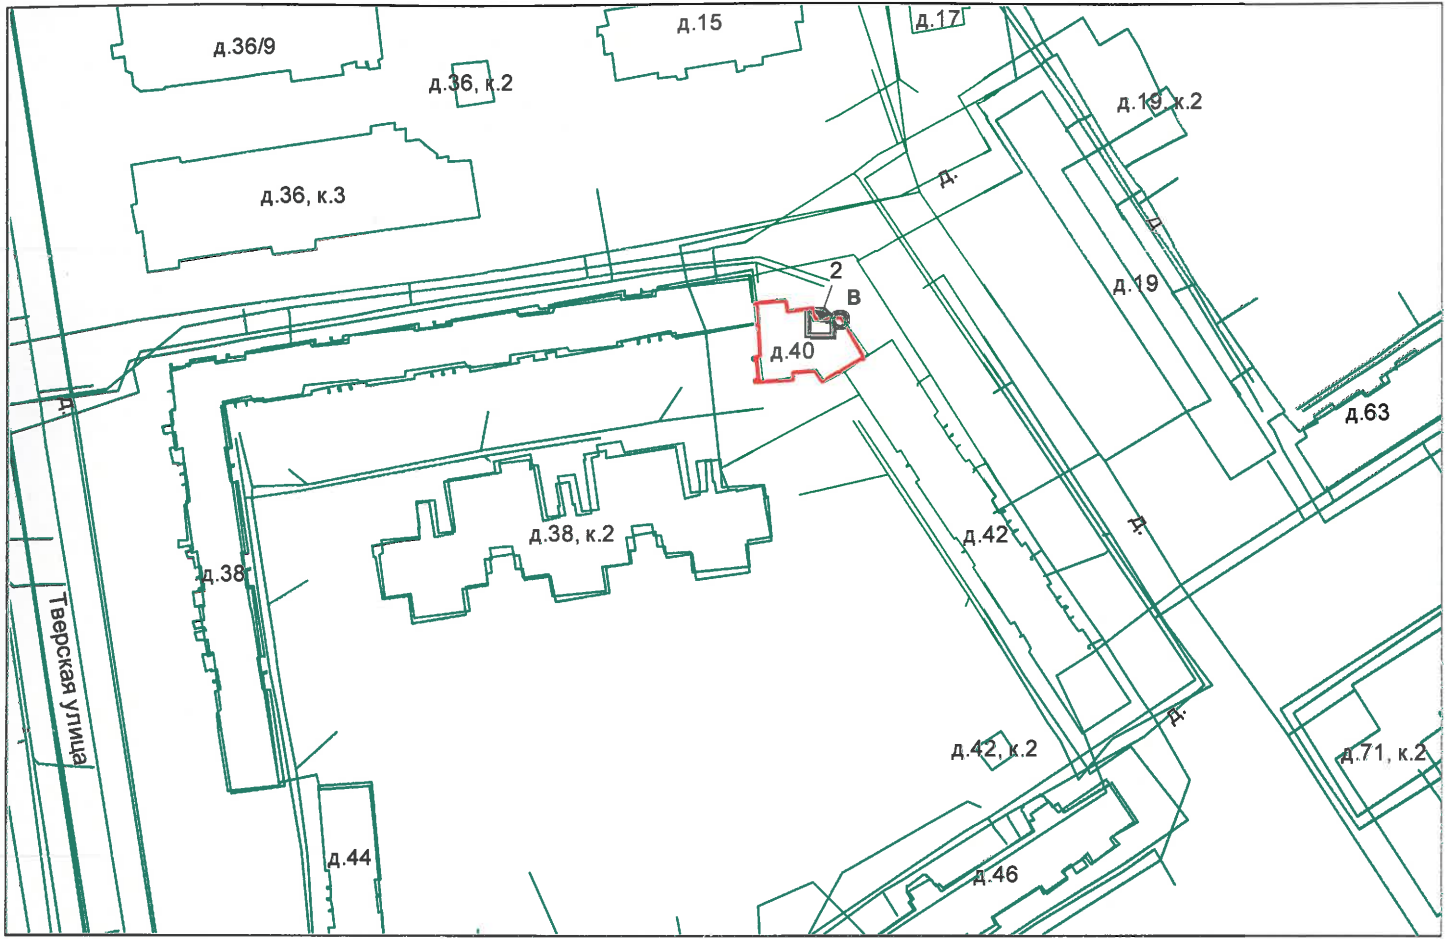 д.17
д.15
д.36/9
д.36, к.2
д.19, к.2
д.36, к.3
д.
д.
2
д.19
В
д.40
д.
д.63
д.
д.42
д.38, к.2
д.38
Тверская улица
д.
д.42, к.2
д.71, к.2
д.44
д.46